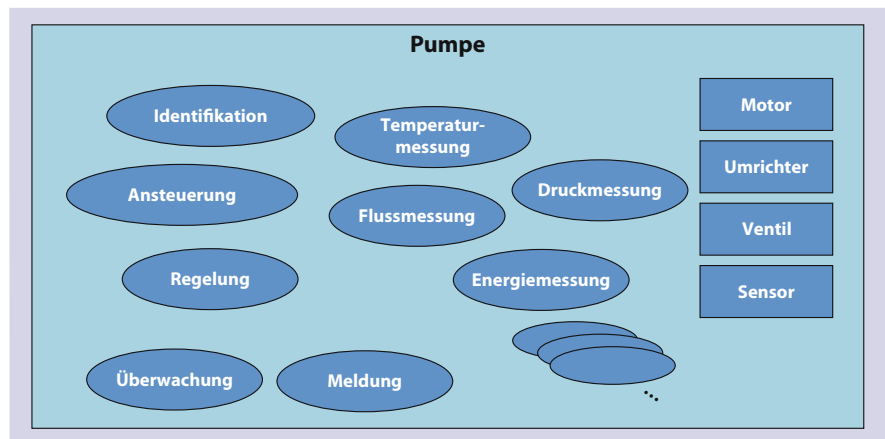 Pumpe
Identifikation
Temperatur-
messung
Motor
Umrichter
Ansteuerung
Flussmessung
Druckmessung
Ventil
Regelung
Energiemessung
Sensor
Überwachung
Meldung
...